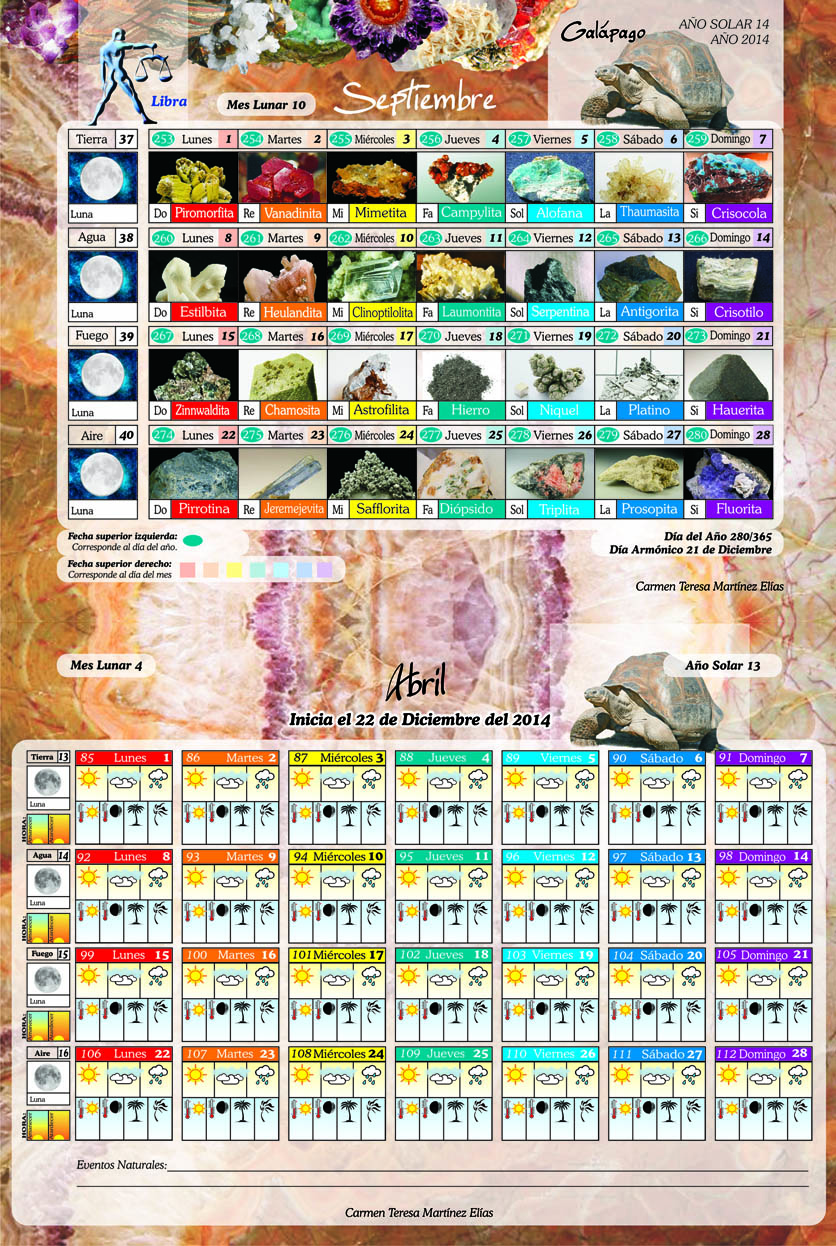 Galápago
AÑO SOLAR 14
AÑO 2014
Libra
Mes Lunar 10
Septiembre
Tierra 37 253 Lunes 1 254 Martes 2 255 Miércoles 3 256 Jueves 4 257 Viernes 5 258 Sábado 6 259 Domingo 7
Luna Do Piromorfita Re Vanadinita Mi Mimetita Fa Campylita Sol Alofana La Thaumasita Si Crisocola
Agua 38 260 Lunes 8 261 Martes 9 262 Miércoles 10 263 Jueves 11 264 Viernes 12 265 Sábado 13 266 Domingo 14
Luna Do Estilbita Re Heulandita Mi Clinoptilolita Fa Laumontita Sol Serpentina La Antigorita Si Crisotilo
Fuego 39 267 Lunes 15 268 Martes 16 269 Miércoles 17 270 Jueves 18 271 Viernes 19 272 Sábado 20 273 Domingo 21
Luna Do Zinnwaldita Re Chamosita Mi Astrofilita Fa Hierro Sol Niquel La Platino Si Hauerita
Aire 40 274 Lunes 22 275 Martes 23 276 Miércoles 24 277 Jueves 25 278 Viernes 26 279 Sábado 27 280 Domingo 28
Luna Do Pirrotina Re Jeremejevita Mi Safflorita Fa Diópsido Sol Triplita La Prosopita Si Fluorita
Fecha superior izquierda:
Corresponde al día del año.
Fecha superior derecho:
Corresponde al día del mes
Día del Año 280/365
Día Armónico 21 de Diciembre
Carmen Teresa Martínez Elías
Mes Lunar 4
Abril
Año Solar 13
Inicia el 22 de Diciembre del 2014
Tierra 13 85 Lunes 1 86 Martes 2 87 Miércoles 3 88 Jueves 4 89 Viernes 5 90 Sábado 6 91 Domingo 7
Luna
HORA: Amanecer Atardecer
Agua 14 92 Lunes 8 93 Martes 9 94 Miércoles 10 95 Jueves 11 96 Viernes 12 97 Sábado 13 98 Domingo 14
Luna
HORA: Amanecer Atardecer
Fuego 15 99 Lunes 15 100 Martes 16 101 Miércoles 17 102 Jueves 18 103 Viernes 19 104 Sábado 20 105 Domingo 21
Luna
HORA: Amanecer Atardecer
Aire 16 106 Lunes 22 107 Martes 23 108 Miércoles 24 109 Jueves 25 110 Viernes 26 111 Sábado 27 112 Domingo 28
Luna
HORA: Amanecer Atardecer
Eventos Naturales:
Carmen Teresa Martínez Elías